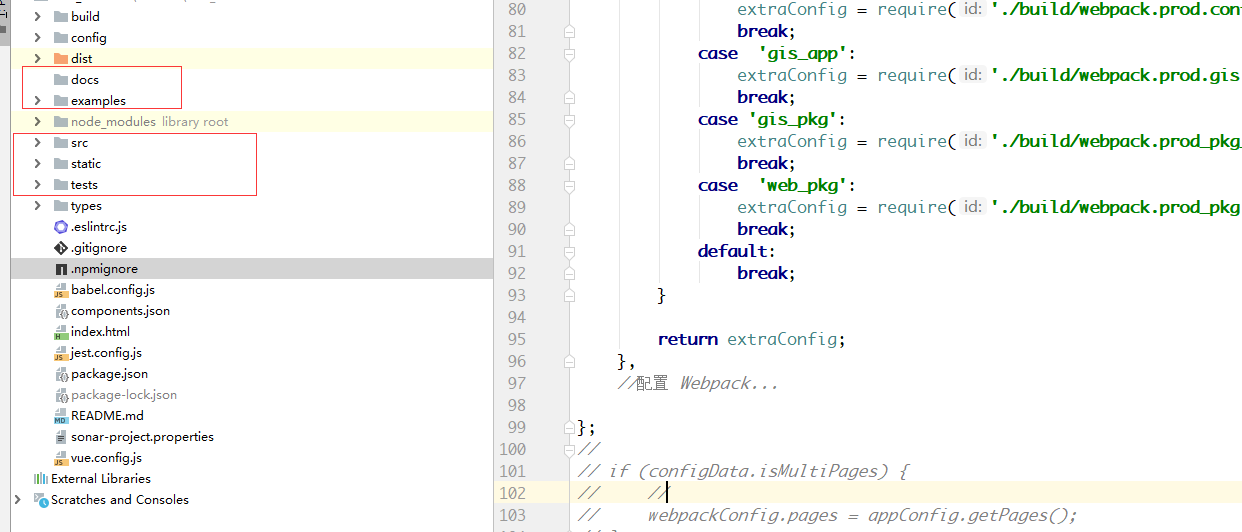 build
config
dist
docs
examples
node_modules library root
src
static
tests
types
.eslintrc.js
.gitignore
.npmignore
babel.config.js
components.json
index.html
jest.config.js
package.json
package-lock.json
README.md
sonar-project.properties
vue.config.js
External Libraries
Scratches and Consoles
80 extraConfig = require( id: './build/webpack.prod.con
81 break;
82 case 'gis_app':
83 extraConfig = require( id: './build/webpack.prod.gis
84 break;
85 case 'gis_pkg':
86 extraConfig = require( id: './build/webpack.prod_pkg
87 break;
88 case 'web_pkg':
89 extraConfig = require( id: './build/webpack.prod_pkg
90 break;
91 default:
92 break;
93 }
94
95 return extraConfig;
96 },
97 //配置 Webpack...
98
99 };
100 //
101 // if (configData.isMultiPages) {
102 // //
103 // webpackConfig.pages = appConfig.getPages();